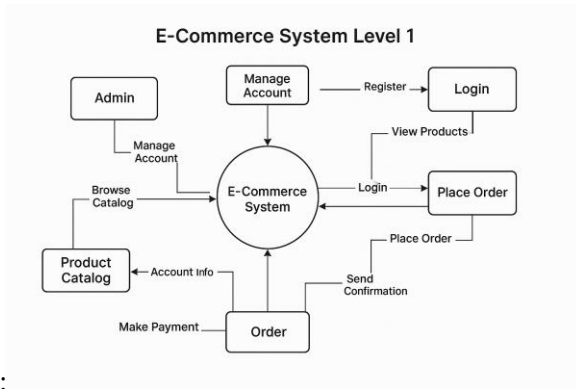 E-Commerce System Level 1
Manage
Account
Admin
Register
Login
View Products
Manage
Account
E-Commerce
System
Login
Place Order
Browse
Catalog
Place Order
Product
Catalog
Account Info
Send
Confirmation
Make Payment
Order
: